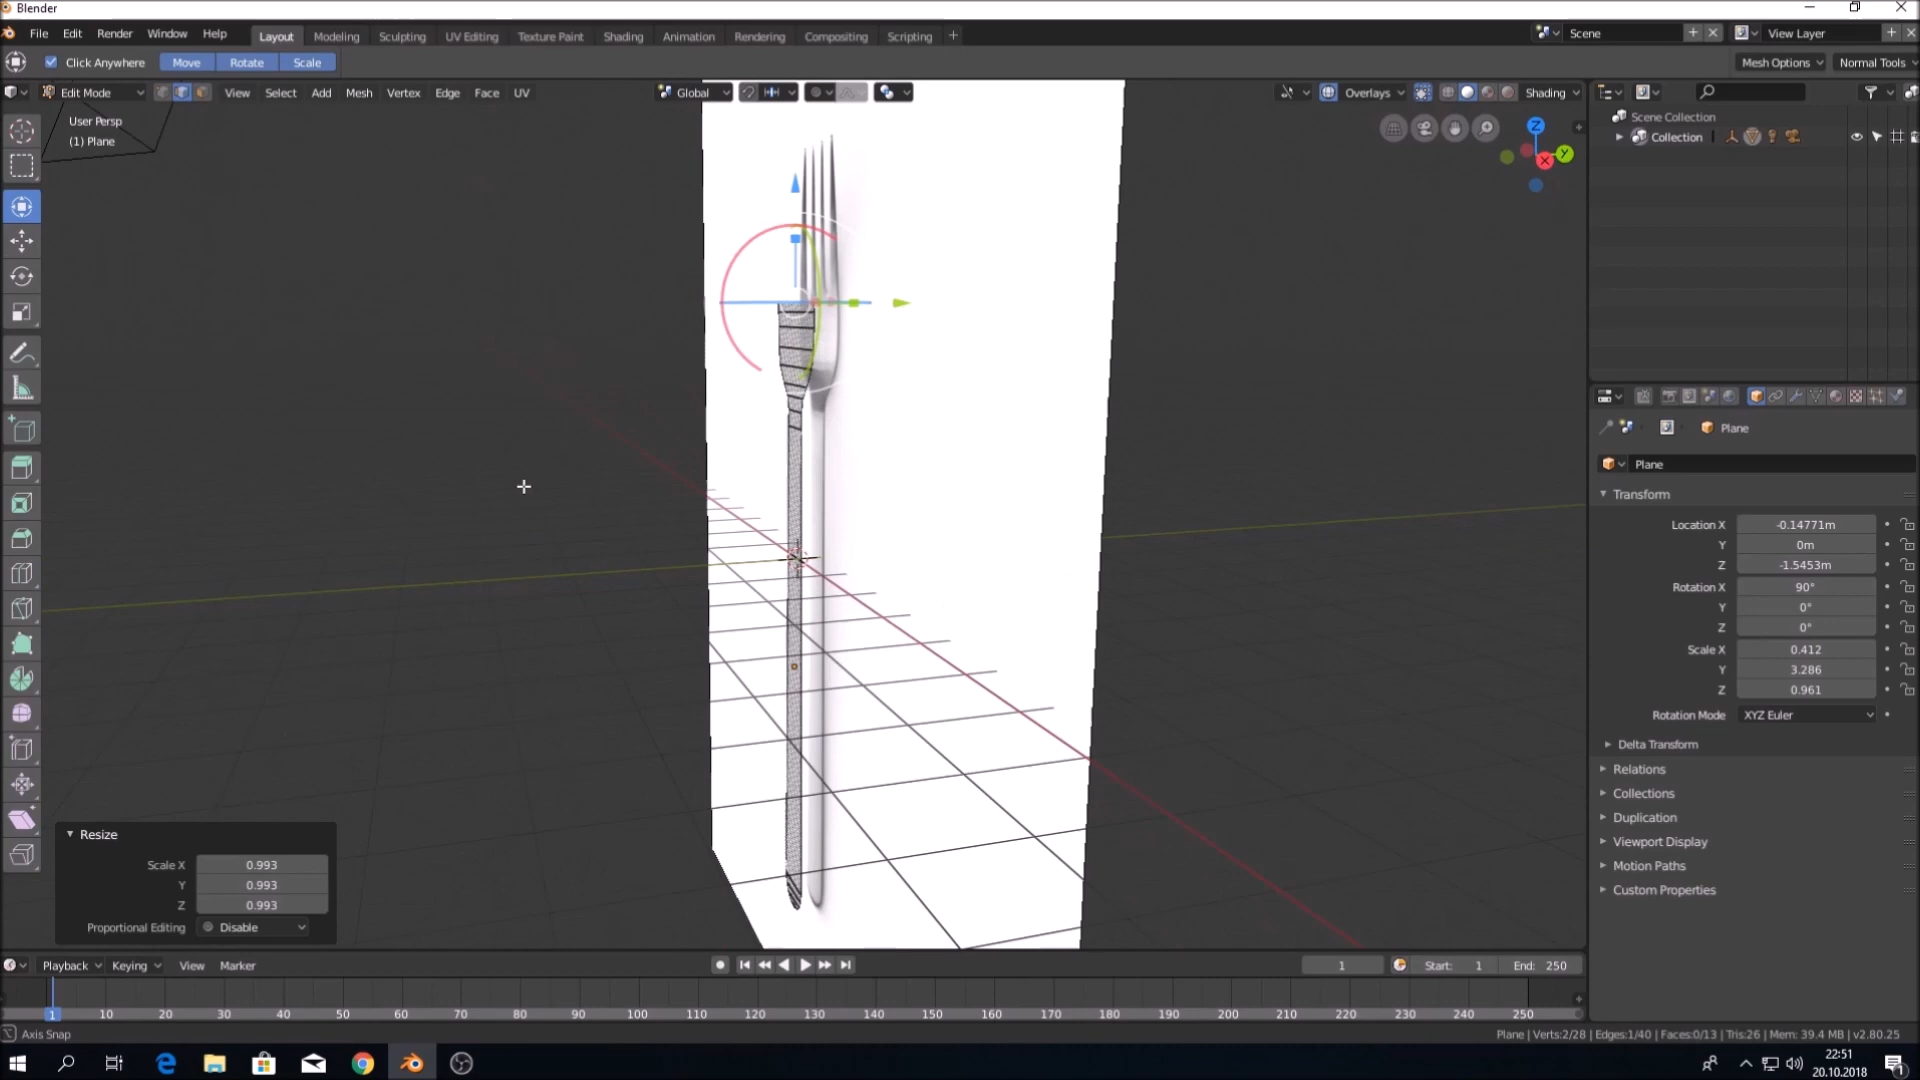 Blender
File Edit Render Window Help Layout Modeling Sculpting UV Editing Texture Paint Shading Animation Rendering Compositing Scripting + Scene View Layer
Click Anywhere Move Rotate Scale Mesh Options Normal Tools
Edit Mode View Select Add Mesh Vertex Edge Face UV Global Overlays Shading
User Persp
(1) Plane
Z
Y
X
Scene Collection
Collection
Plane
Plane
Transform
Location X -0.14771m
Y 0m
Z -1.5453m
Rotation X 90°
Y 0°
Z 0°
Scale X 0.412
Y 3.286
Z 0.961
Rotation Mode XYZ Euler
Delta Transform
Relations
Collections
Duplication
Viewport Display
Motion Paths
Custom Properties
Resize
Scale X 0.993
Y 0.993
Z 0.993
Proportional Editing Disable
Playback Keying View Marker 1 Start: 1 End: 250
1 10 20 30 40 50 60 70 80 90 100 110 120 130 140 150 160 170 180 190 200 210 220 230 240 250
Axis Snap Plane | Verts:2/28 | Edges:1/40 | Faces:0/13 | Tris:26 | Mem: 39.4 MB | v2.80.25
22:51
20.10.2018